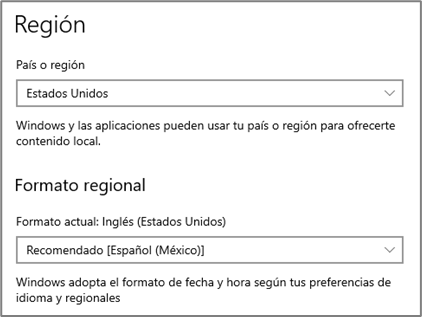 Región
País o región
Estados Unidos
Windows y las aplicaciones pueden usar tu país o región para ofrecerte
contenido local.
Formato regional
Formato actual: Inglés (Estados Unidos)
Recomendado [Español (México)]
Windows adopta el formato de fecha y hora según tus preferencias de
idioma y regionales